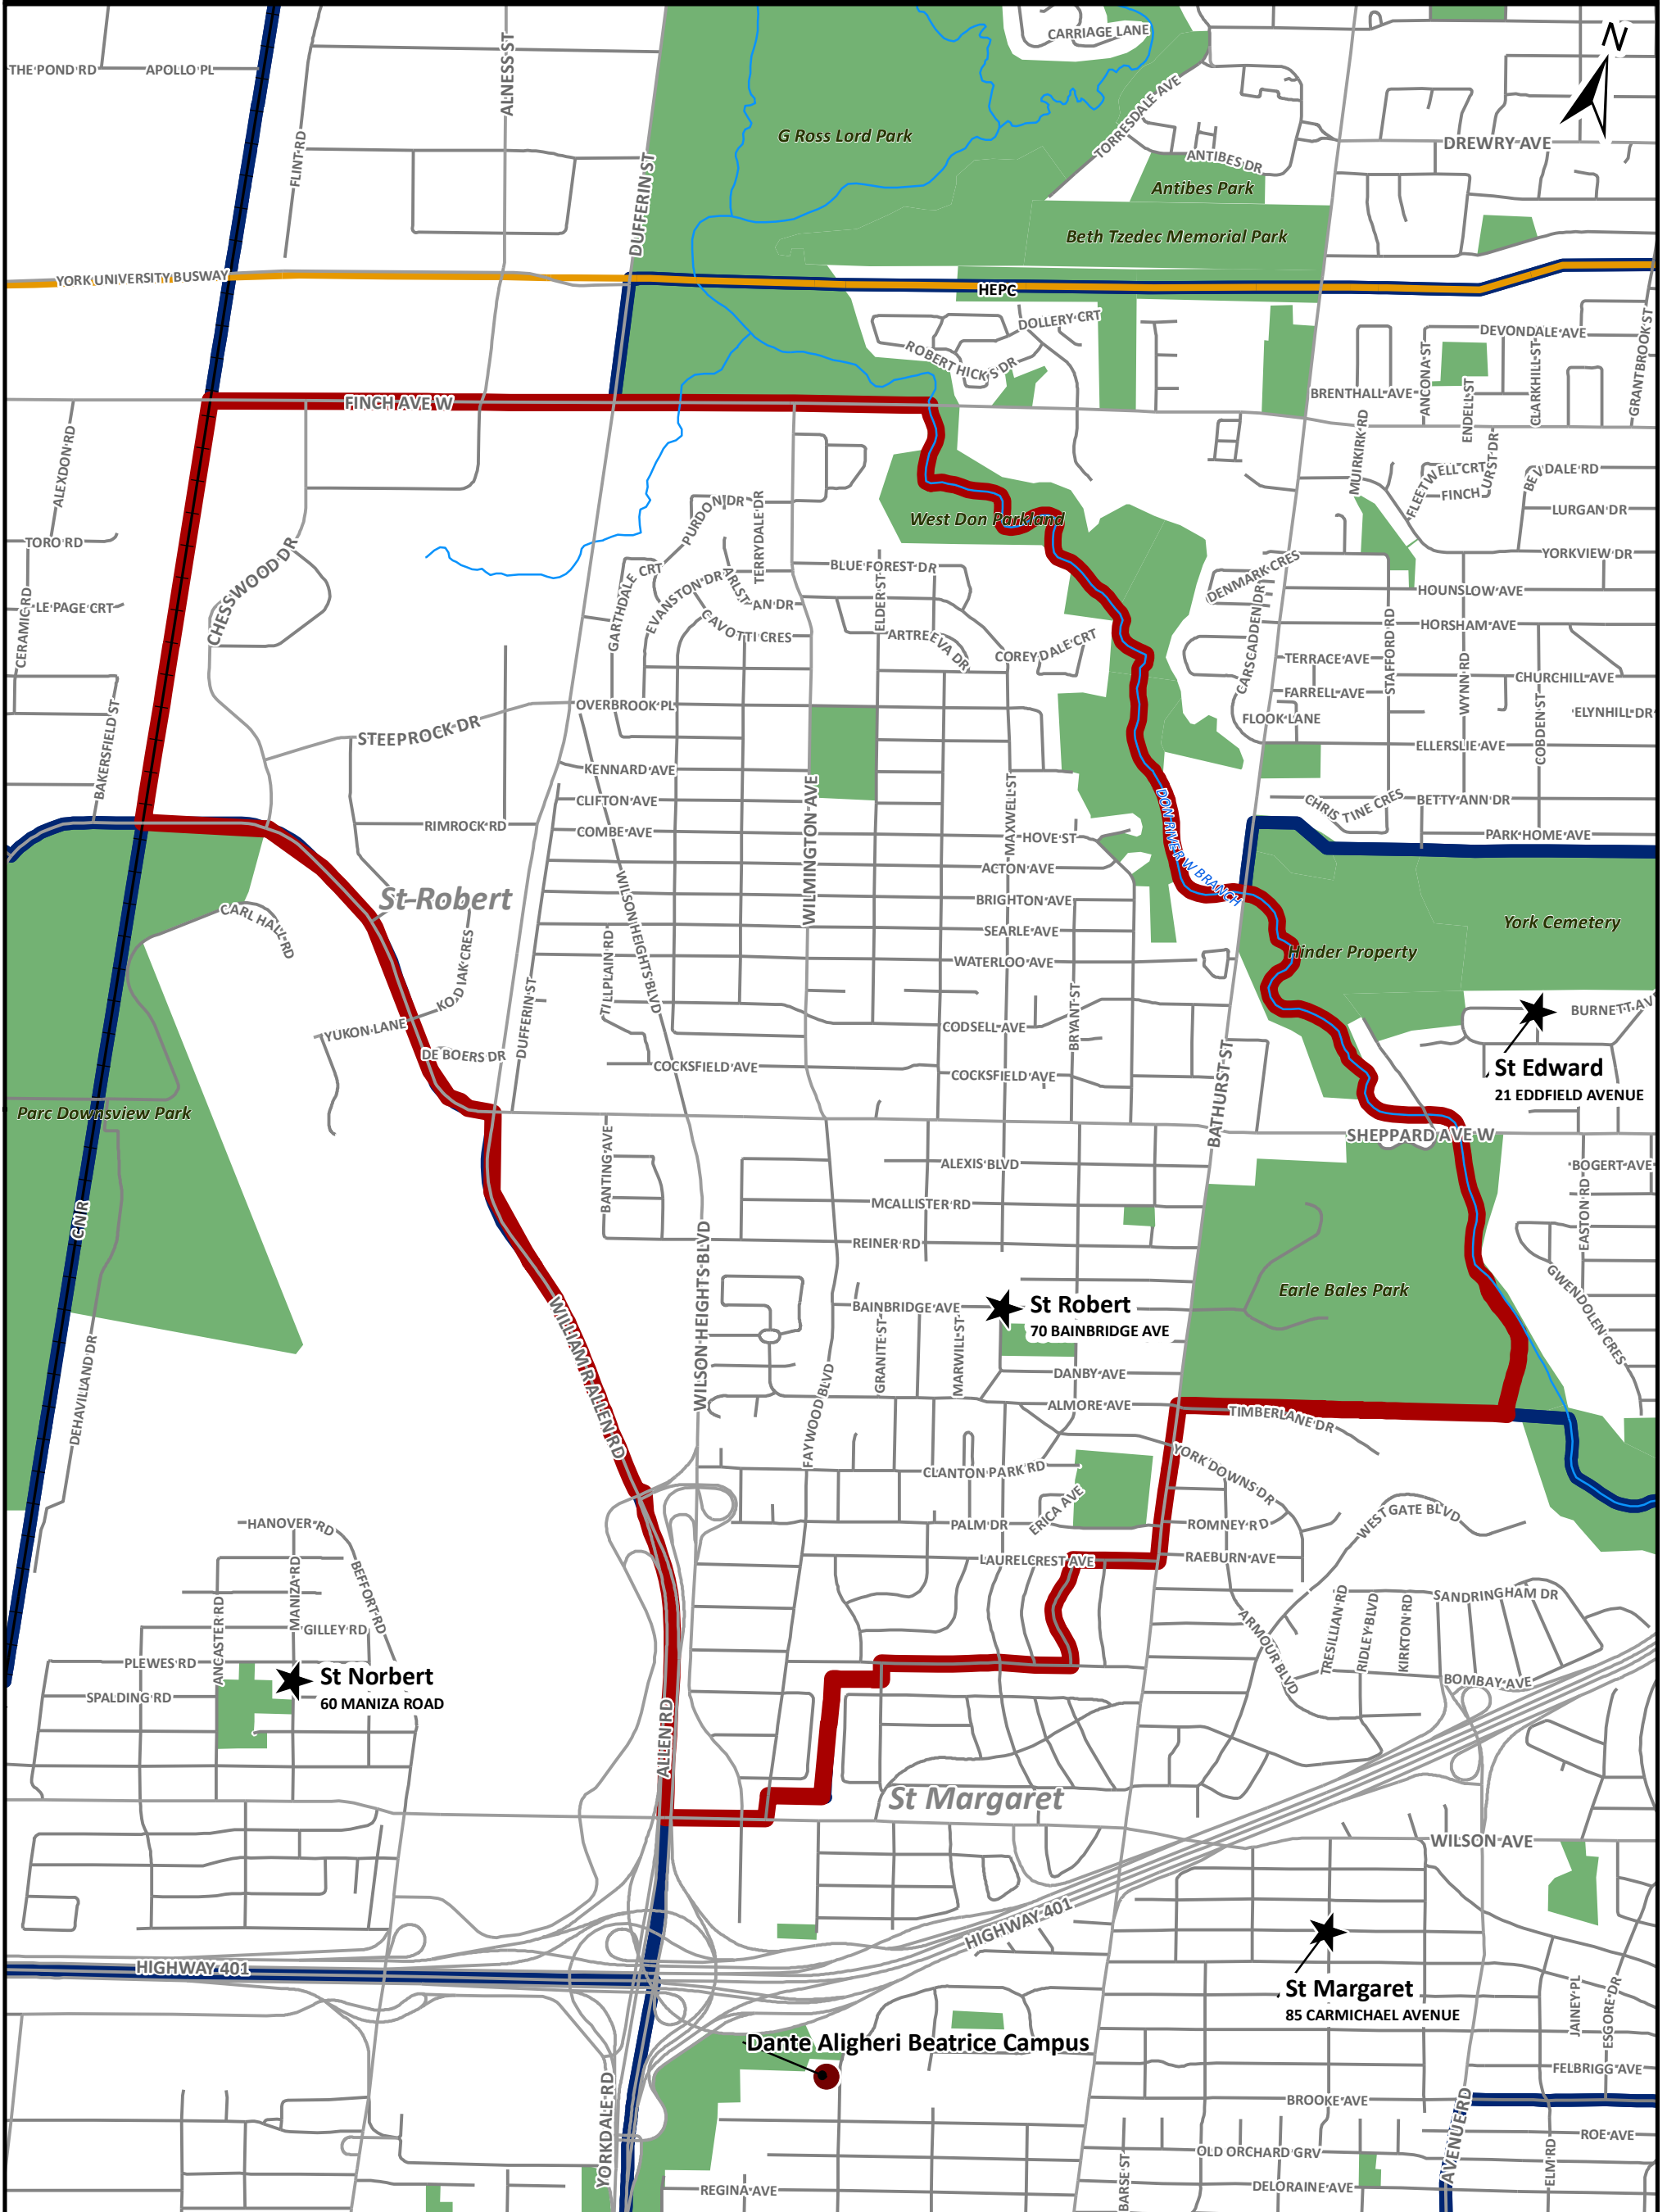 N
CARRIAGE LANE
THE POND RD
APOLLO PL
ALNESS ST
FLINT RD
TORRESDALE AVE
G Ross Lord Park
DREWRY AVE
ANTIBES DR
Antibes Park
DUFFERIN ST
Beth Tzedec Memorial Park
YORK UNIVERSITY BUSWAY
HEPC
DOLLERY CRT
ROBERT HICKS DR
DEVONDALE AVE
GRANTBROOK ST
ANCONA ST
CLARKHILL ST
ENDELL ST
BRENTHALL AVE
FINCH AVE W
MUIRKIRK RD
ALEXDON RD
FLEETWELL CRT
FINCHURST DR
DALE RD
LURGAN DR
PURDON DR
TERRYDALE DR
West Don Parkland
TORO RD
CHESSWOOD DR
YORKVIEW DR
BLUE FOREST DR
GARTHDALE CRT
EVANSTON DR
AN DR
ELDER ST
DENMARK CRES
HOUNSLOW AVE
LE PAGE CRT
CERAMIC RD
CAVOTTI CRES
ARTREEVA DR
HORSHAM AVE
COREYDALE CRT
CARSCADDEN DR
TERRACE AVE
STAFFORD RD
WYNN RD
CHURCHILL AVE
FARRELL AVE
OVERBROOK PL
FLOOK LANE
COBDEN ST
ELYNHILL DR
STEEPROCK DR
ELLERSLIE AVE
BAKERSFIELD ST
KENNARD AVE
CLIFTON AVE
WILMINGTON AVE
MAXWELL ST
DON RIVER W BRANCH
CHRISTINE CRES
BETTY ANN DR
RIMROCK RD
COMBE AVE
HOVE ST
PARK HOME AVE
ACTON AVE
St-Robert
WILSON HEIGHTS BLVD
BRIGHTON AVE
CARL HALL RD
SEARLE AVE
York Cemetery
KODIAK CRES
TILLPLAIN RD
WATERLOO AVE
Hinder Property
DUFFERIN ST
BRYANT ST
YUKON LANE
CODSELL AVE
BURNETT AV
DE BOERS DR
COCKSFIELD AVE
COCKSFIELD AVE
St Edward
21 EDDFIELD AVENUE
BATHURST ST
Parc Downsview Park
SHEPPARD AVE W
BANTING AVE
ALEXIS BLVD
BOGERT AVE
EASTON RD
MCALLISTER RD
CNIR
REINER RD
WILSON HEIGHTS BLVD
Earle Bales Park
GWENDOLEN CRES
WILLIAM R ALLEN RD
BAINBRIDGE AVE
St Robert
70 BAINBRIDGE AVE
GRANITE ST
MARWILL ST
DEHAVILLAND DR
DANBY AVE
FAYWOOD BLVD
ALMORE AVE
TIMBERLANE DR
YORK DOWNS DR
CLANTON PARK RD
ERICA AVE
WEST GATE BLVD
HANOVER RD
PALM DR
ROMNEY RD
LAURELCREST AVE
RAEBURN AVE
MANIZA RD
BEFFORT RD
SANDRINGHAM DR
ANCASTER RD
TRESILLIAN RD
RIDLEY BLVD
KIRKTON RD
GILLEY RD
ARMOUR BLVD
PLEWES RD
St Norbert
60 MANIZA ROAD
BOMBAY AVE
SPALDING RD
ALLEN RD
St Margaret
WILSON AVE
HIGHWAY 401
HIGHWAY 401
St Margaret
85 CARMICHAEL AVENUE
JAINEY PL
ESGORE DR
Dante Aligheri Beatrice Campus
FELBRIGG AVE
YORKDALE RD
BROOKE AVE
AVENUE RD
ROE AVE
BARSE ST
OLD ORCHARD GRV
ELM RD
REGINA AVE
DELORAINE AVE